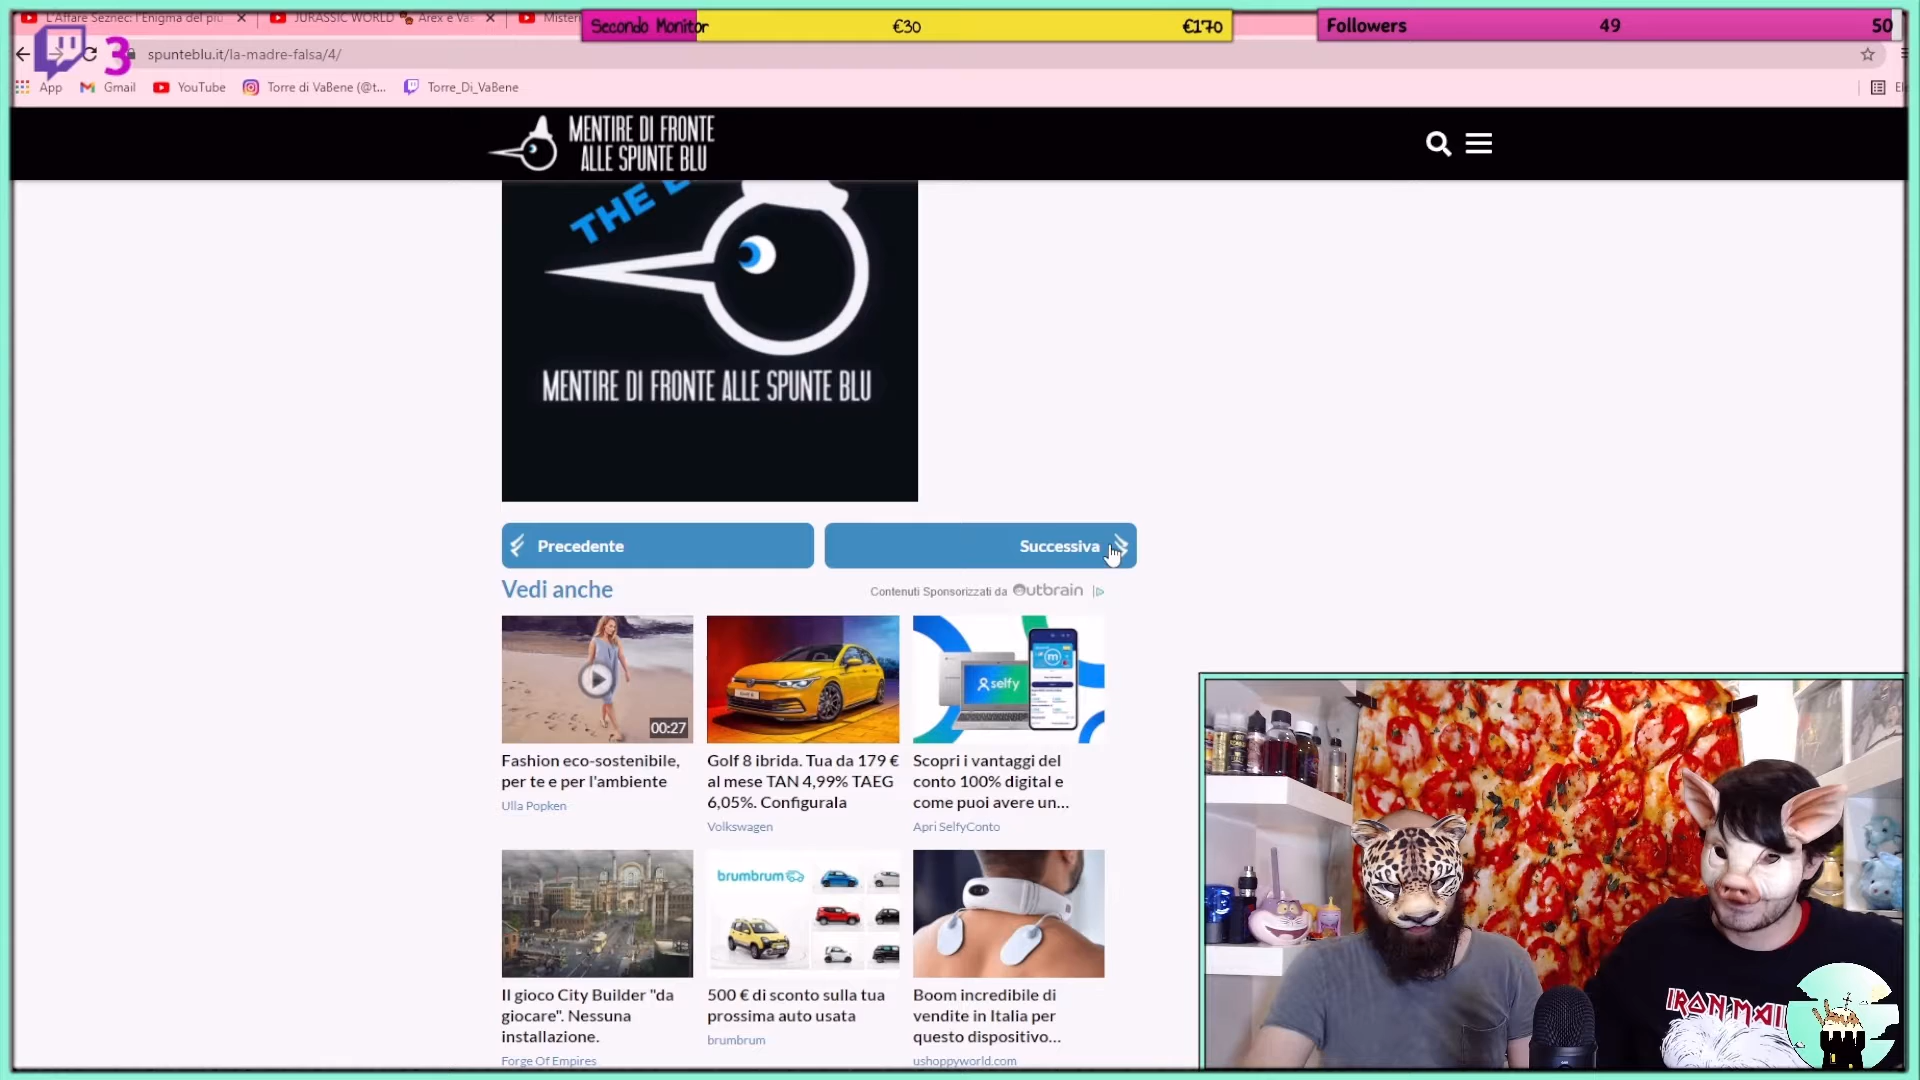 L'Affare Seznec: l'Enigma del più
JURASSIC WORLD
Arex e Vas
Misteri
Secondo Monitor
€30
€170
Followers
49
50
3
spunteblu.it/la-madre-falsa/4/
App
Gmail
YouTube
Torre di VaBene (@t...
Torre_Di_VaBene
MENTIRE DI FRONTE
ALLE SPUNTE BLU
THE E
MENTIRE DI FRONTE ALLE SPUNTE BLU
Precedente
Successiva
Vedi anche
Contenuti Sponsorizzati da Outbrain
00:27
selfy
Fashion eco-sostenibile,
per te e per l'ambiente
Ulla Popken
Golf 8 ibrida. Tua da 179 €
al mese TAN 4,99% TAEG
6,05%. Configurala
Volkswagen
Scopri i vantaggi del
conto 100% digital e
come puoi avere un...
Apri SelfyConto
brumbrum
Il gioco City Builder "da
giocare". Nessuna
installazione.
Forge Of Empires
500 € di sconto sulla tua
prossima auto usata
brumbrum
Boom incredibile di
vendite in Italia per
questo dispositivo...
ushoppyworld.com
IRON MAI